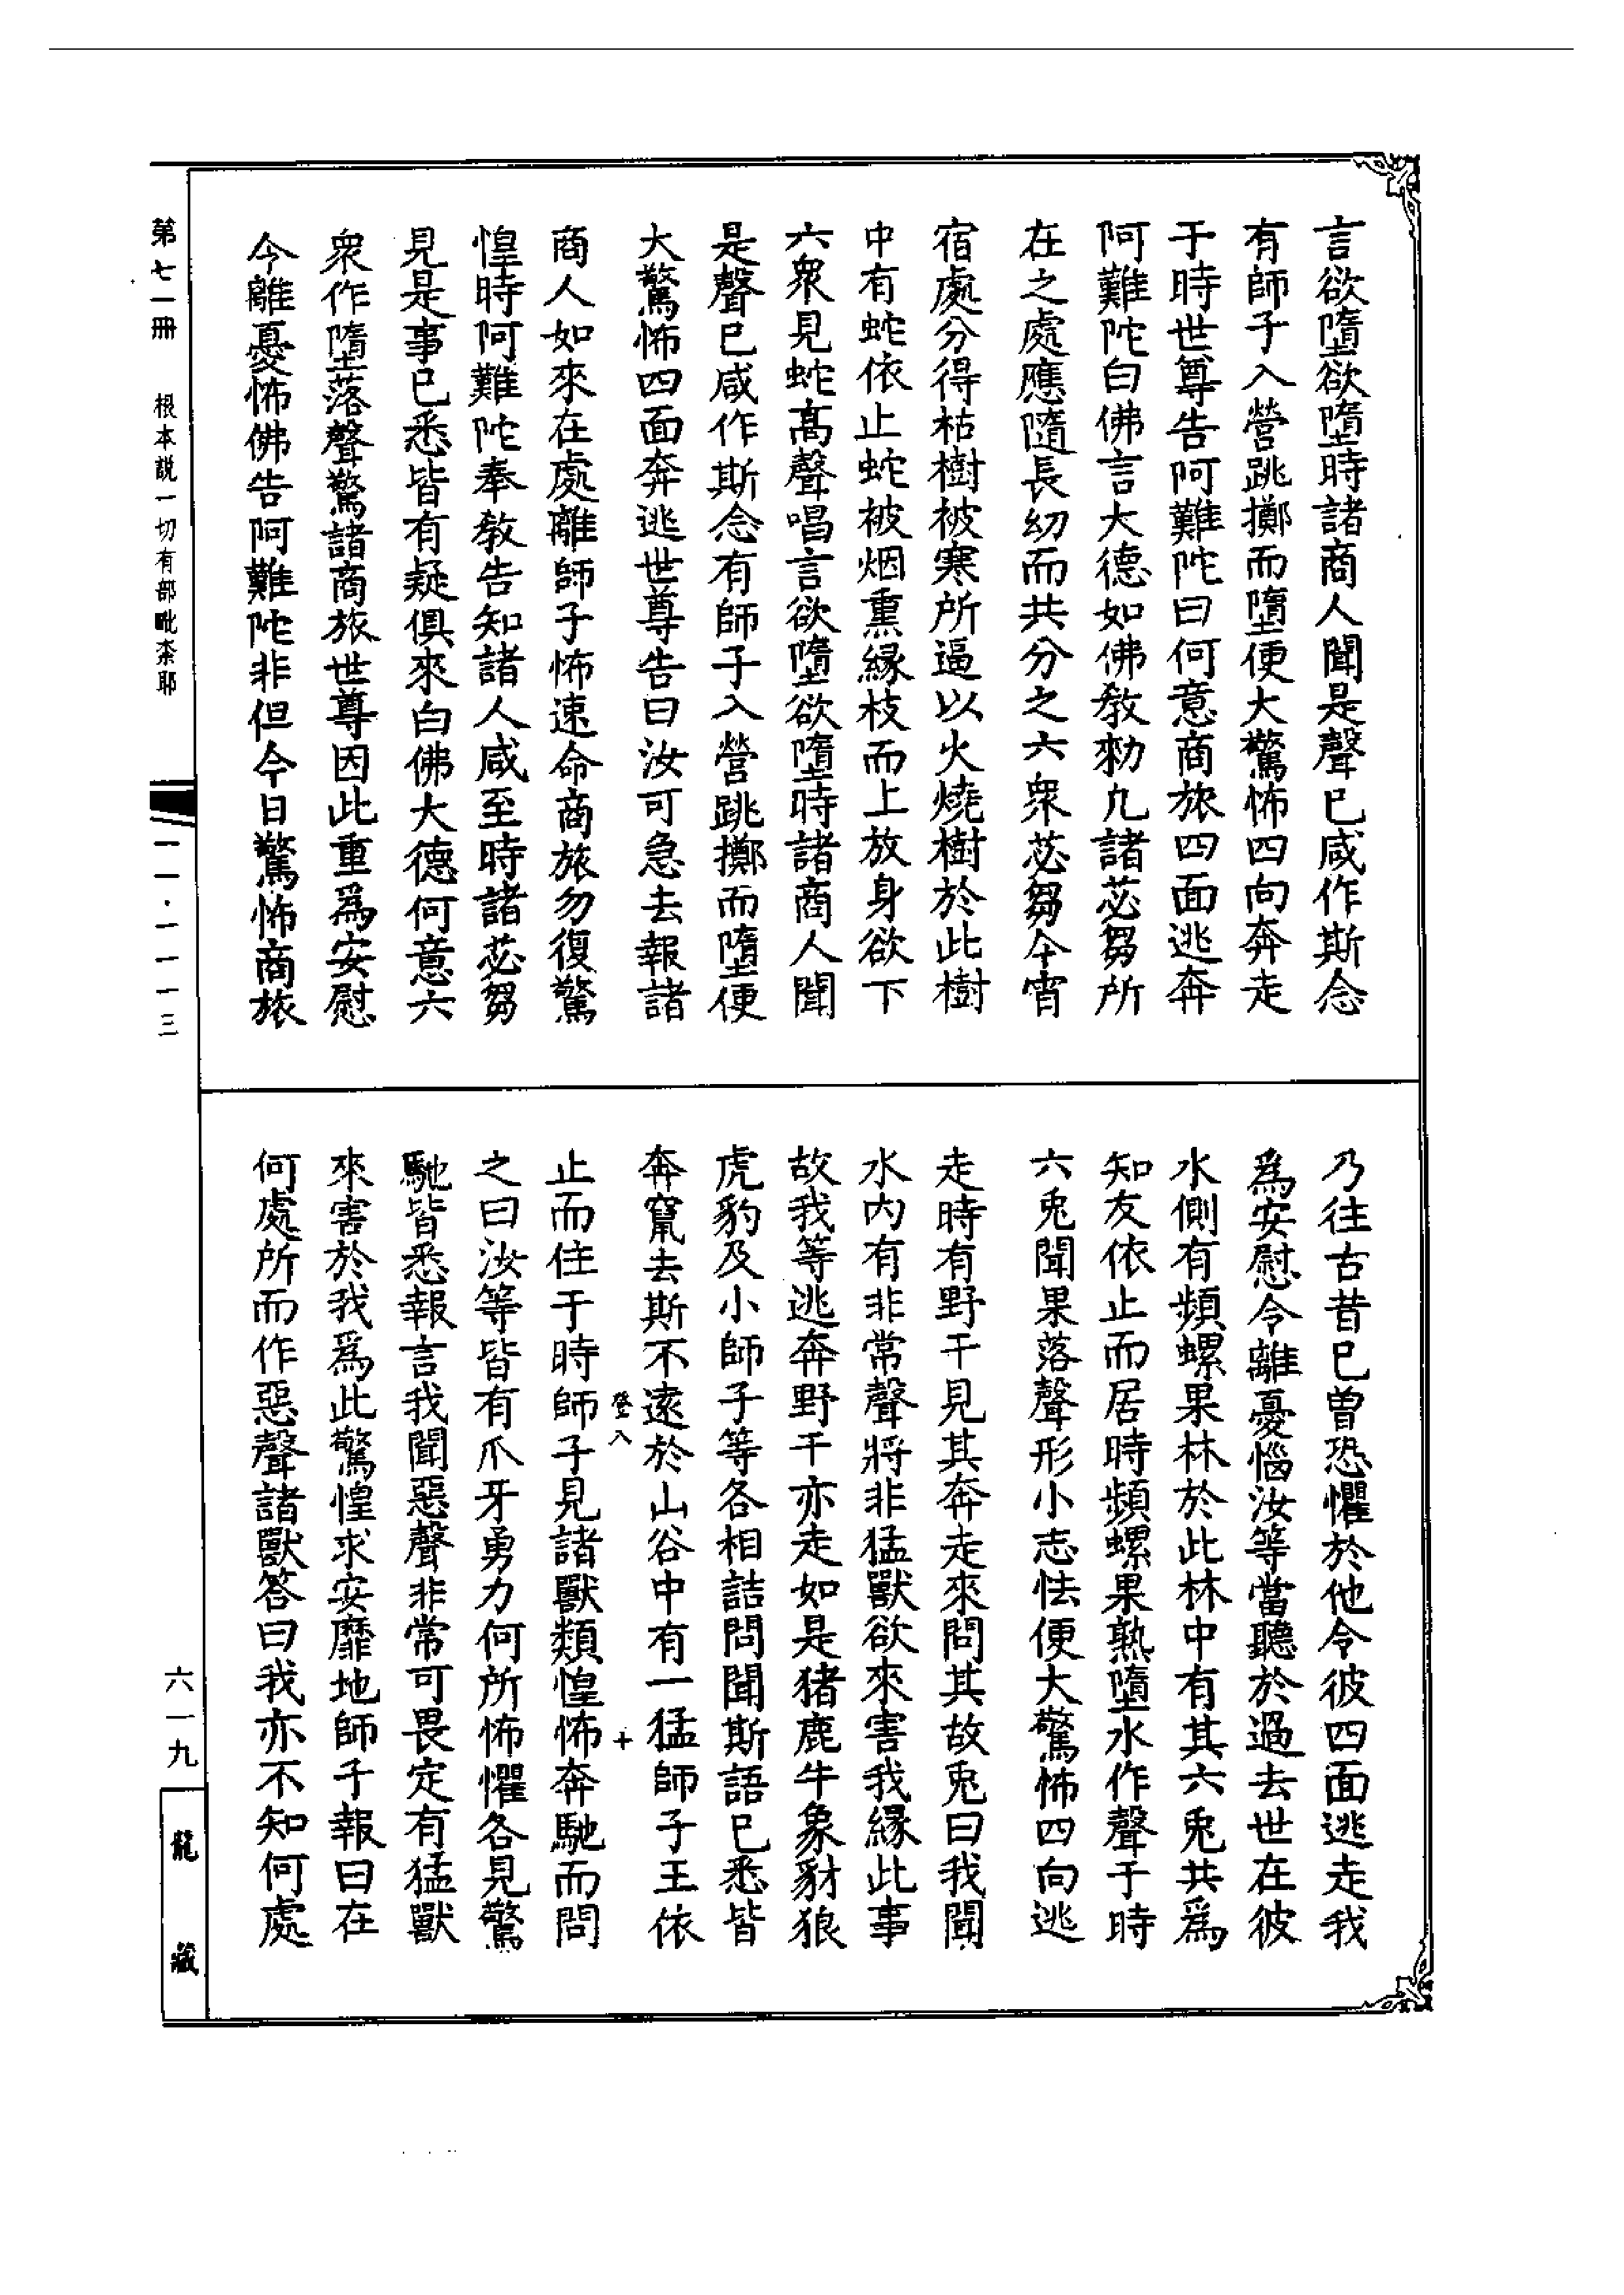 言欲墮欲墮時諸商人聞是聲已咸作斯念
有師子入營跳擲而墮便大驚怖四向奔走
于時世尊告阿難陀曰何意商旅四面逃奔
阿難陀白佛言大德如佛教勑凡諸苾芻所
在之處應隨長幼而共分之六衆苾芻今宵
宿處分得枯樹被寒所逼以火燒樹於此樹
中有蛇依止蛇被烟熏緣枝而上放身欲下
六衆見蛇高聲唱言欲墮欲墮時諸商人聞
是聲已咸作斯念有師子入營跳擲而墮便
大驚怖四面奔逃世尊告曰汝可急去報諸
商人如來在處離師子怖速命商旅勿復驚
惶時阿難陀奉教告知諸人咸至時諸苾芻
見是事已悉皆有疑俱來白佛大德何意六
衆作墮落聲驚諸商旅世尊因此重爲安慰
今離憂怖佛告阿難陀非但今日驚怖商旅
乃往古昔已曾恐懼於他令彼四面逃走我
爲安慰令離憂惱汝等當聽於過去世在彼
水側有頻螺果林於此林中有其六兎共爲
知友依止而居時頻螺果熟墮水作聲于時
六兎聞果落聲形小志怯便大驚怖四向逃
走時有野干見其奔走來問其故兎曰我聞
水內有非常聲將非猛獸欲來害我緣此事
故我等逃奔野干亦走如是猪鹿牛象豺狼
虎豹及小師子等各相詰問聞斯語已悉皆
奔竄去斯不遠於山谷中有一猛師子王依
登入
十
止而住于時師子見諸獸類惶怖奔馳而問
之曰汝等皆有爪牙勇力何所怖懼各見驚
馳皆悉報言我聞惡聲非常可畏定有猛獸
來害於我爲此驚惶求安靡地師子報曰在
何處所而作惡聲諸獸答曰我亦不知何處
第七一冊
根本說一切有部毗柰耶
一一·一一一三
六一九
龍藏